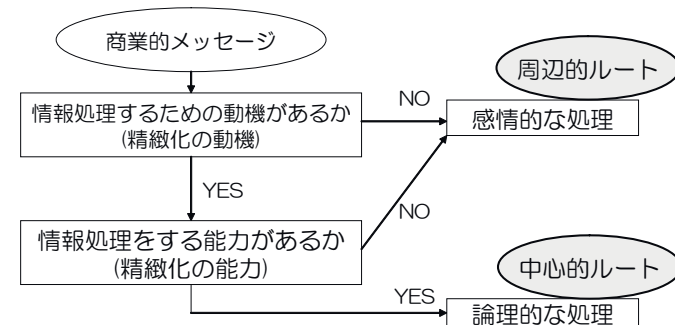 商業的メッセージ
周辺的ルート
情報処理するための動機があるか
(精緻化の動機)
NO
感情的な処理
YES
NO
情報処理をする能力があるか
(精緻化の能力)
中心的ルート
YES
論理的な処理